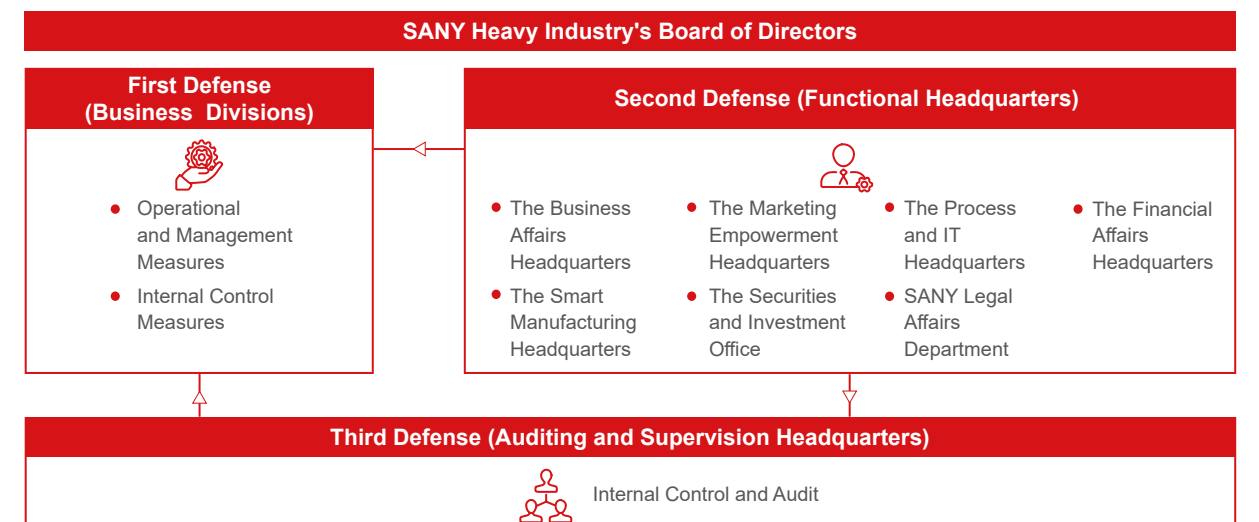 SANY Heavy Industry's Board of Directors
First Defense
(Business Divisions)
Operational
and Management
Measures
Internal Control
Measures
Second Defense (Functional Headquarters)
The Business
Affairs
Headquarters
The Marketing
Empowerment
Headquarters
The Process
and IT
Headquarters
The Financial
Affairs
Headquarters
The Smart
Manufacturing
Headquarters
The Securities
and Investment
Office
SANY Legal
Affairs
Department
Third Defense (Auditing and Supervision Headquarters)
Internal Control and Audit